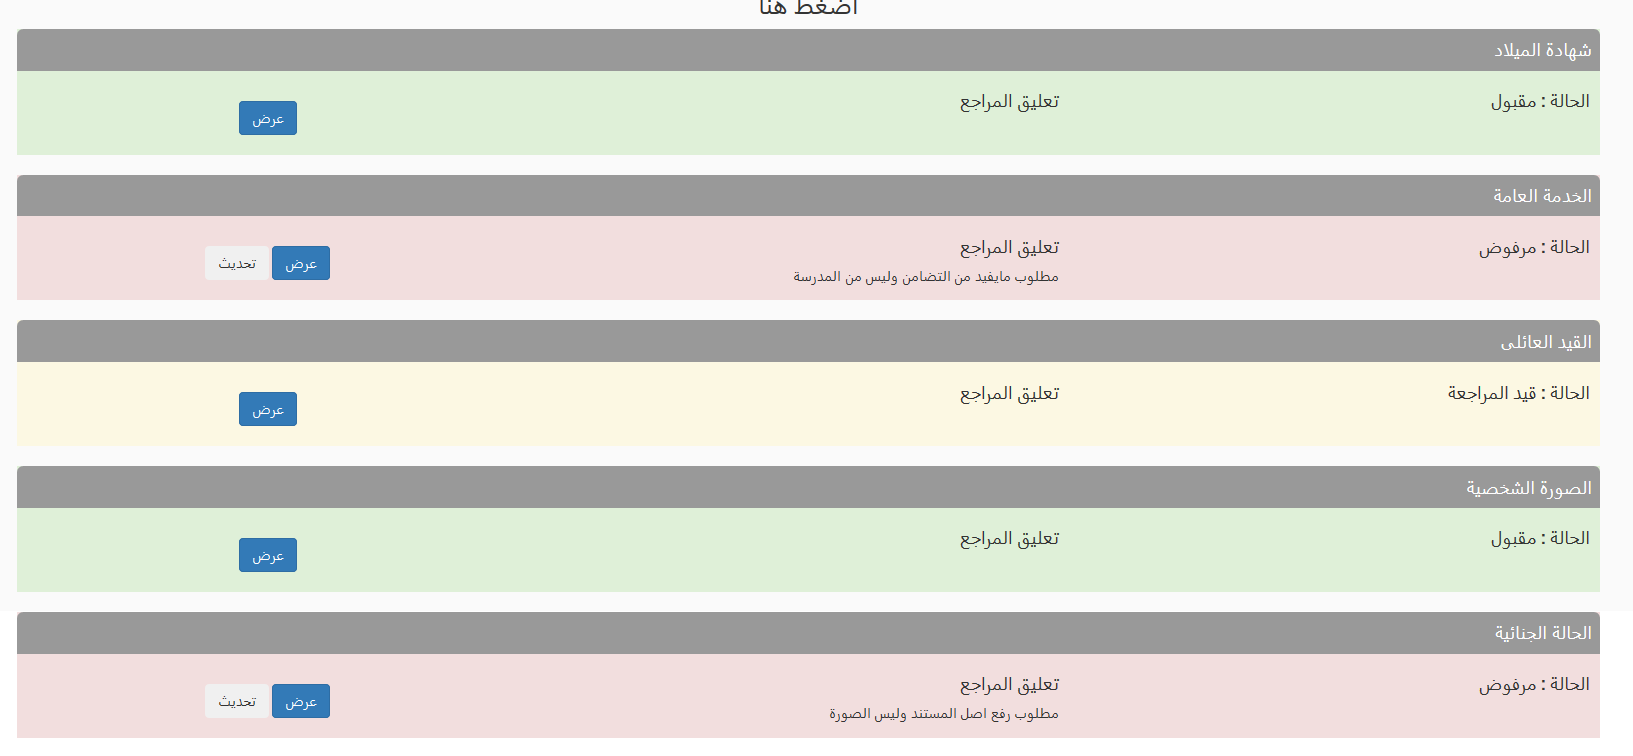 اضغط هنا
شهادة الميلاد
الحالة : مقبول
تعليق المراجع
عرض
الخدمة العامة
الحالة : مرفوض
تعليق المراجع
مطلوب مايفيد من التضامن وليس من المدرسة
عرض
تحديث
القيد العائلى
الحالة : قيد المراجعة
تعليق المراجع
عرض
الصورة الشخصية
الحالة : مقبول
تعليق المراجع
عرض
الحالة الجنائية
الحالة : مرفوض
تعليق المراجع
مطلوب رفع اصل المستند وليس الصورة
عرض
تحديث